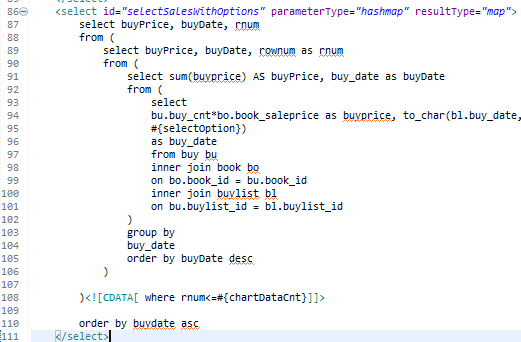 86 <select id="selectSalesWithOptions" parameterType="hashmap" resultType="map">
87 select buyPrice, buyDate, rnum
88 from (
89 select buyPrice, buyDate, rownum as rnum
90 from (
91 select sum(buyprice) AS buyPrice, buy_date as buyDate
92 from (
93 select
94 bu.buy_cnt*bo.book_saleprice as buyprice, to_char(bl.buy_date,
95 #{selectOption})
96 as buy_date
97 from buy bu
98 inner join book bo
99 on bo.book_id = bu.book_id
100 inner join buylist bl
101 on bu.buylist_id = bl.buylist_id
102 )
103 group by
104 buy_date
105 order by buyDate desc
106 )
107
108 )<![CDATA[ where rnum<=#{chartDataCnt}]]>
109
110 order by buydate asc
111 </select>